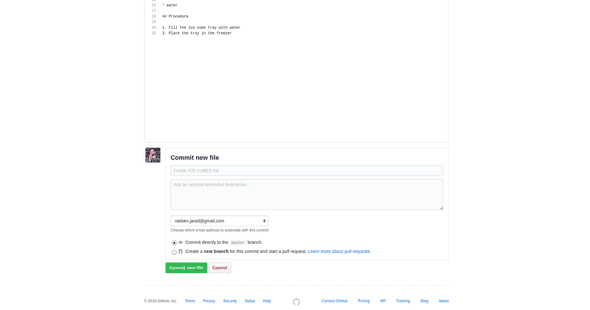 16 * water
17
18 ## Procedure
19
20 1. Fill the ice cube tray with water
21 2. Place the tray in the freezer
Commit new file
Create ICE-CUBES.md
Add an optional extended description…
nielsen.jared@gmail.com
Choose which email address to associate with this commit
Commit directly to the master branch.
Create a new branch for this commit and start a pull request. Learn more about pull requests.
Commit new file Cancel
© 2019 GitHub, Inc. Terms Privacy Security Status Help Contact GitHub Pricing API Training Blog About